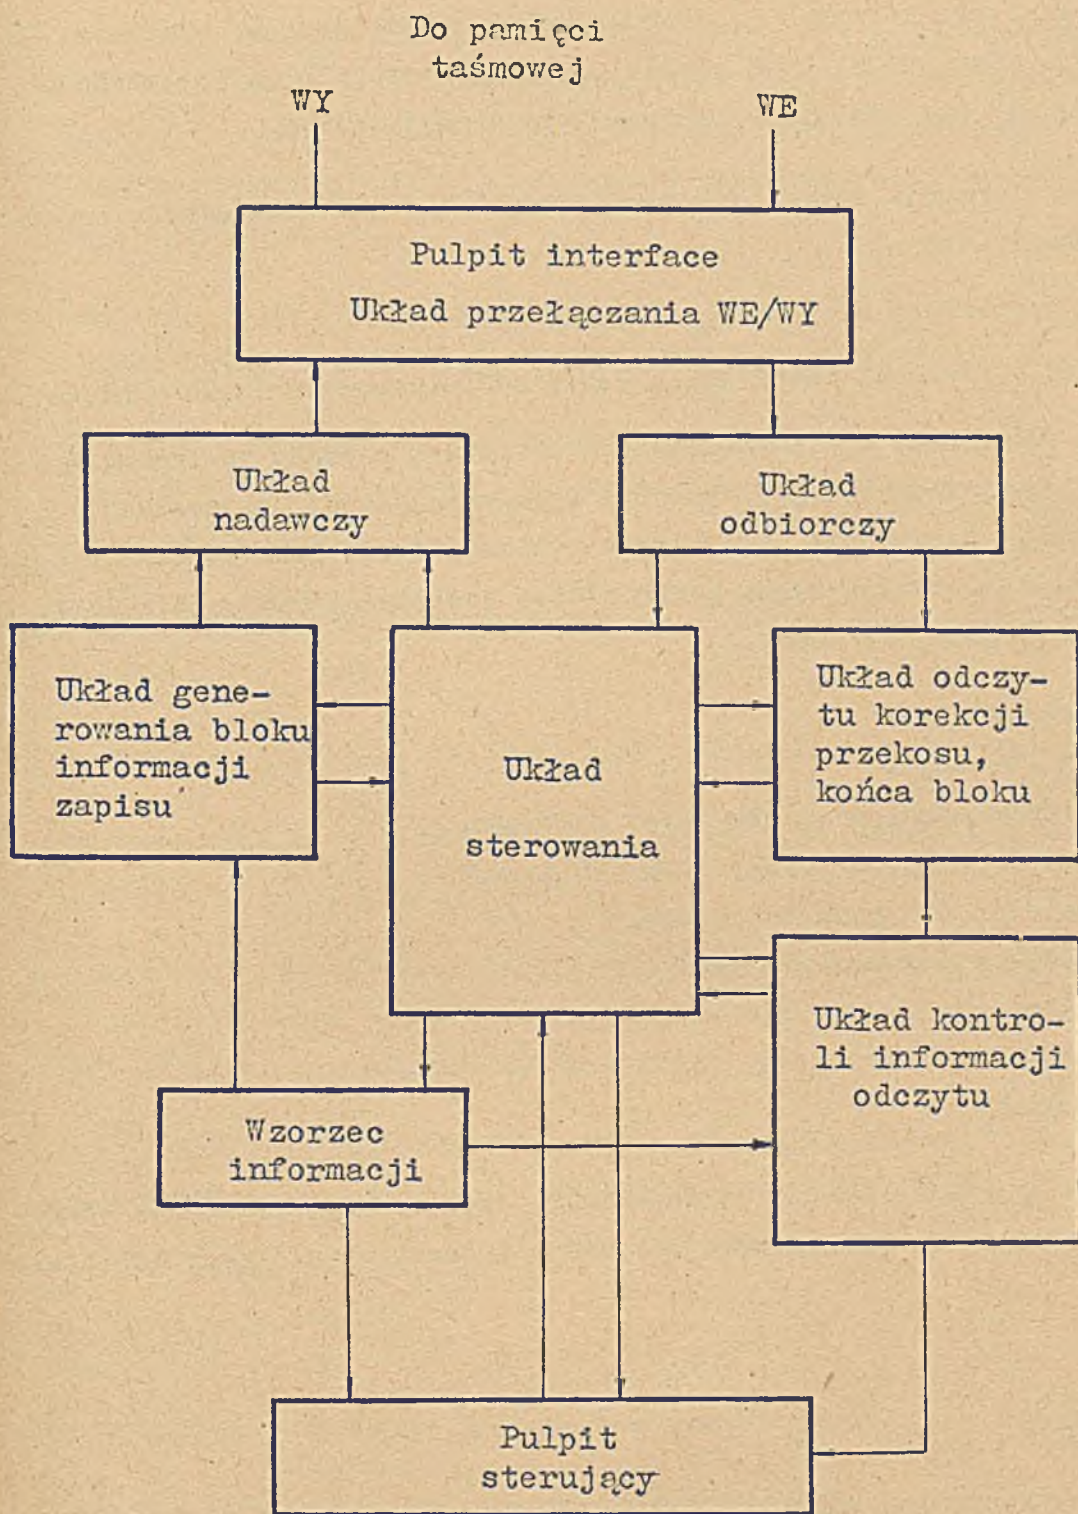 Do pamięci
taśmowej
WY
WE
Pulpit interface
Układ przełączania WE/WY
Układ
nadawczy
Układ
odbiorczy
Układ gene-
rowania bloku
informacji
zapisu
Układ
sterowania
Układ odczy-
tu korekcji
przekosu,
końca bloku
Układ kontro-
li informacji
odczytu
Wzorzec
informacji
Pulpit
sterujący